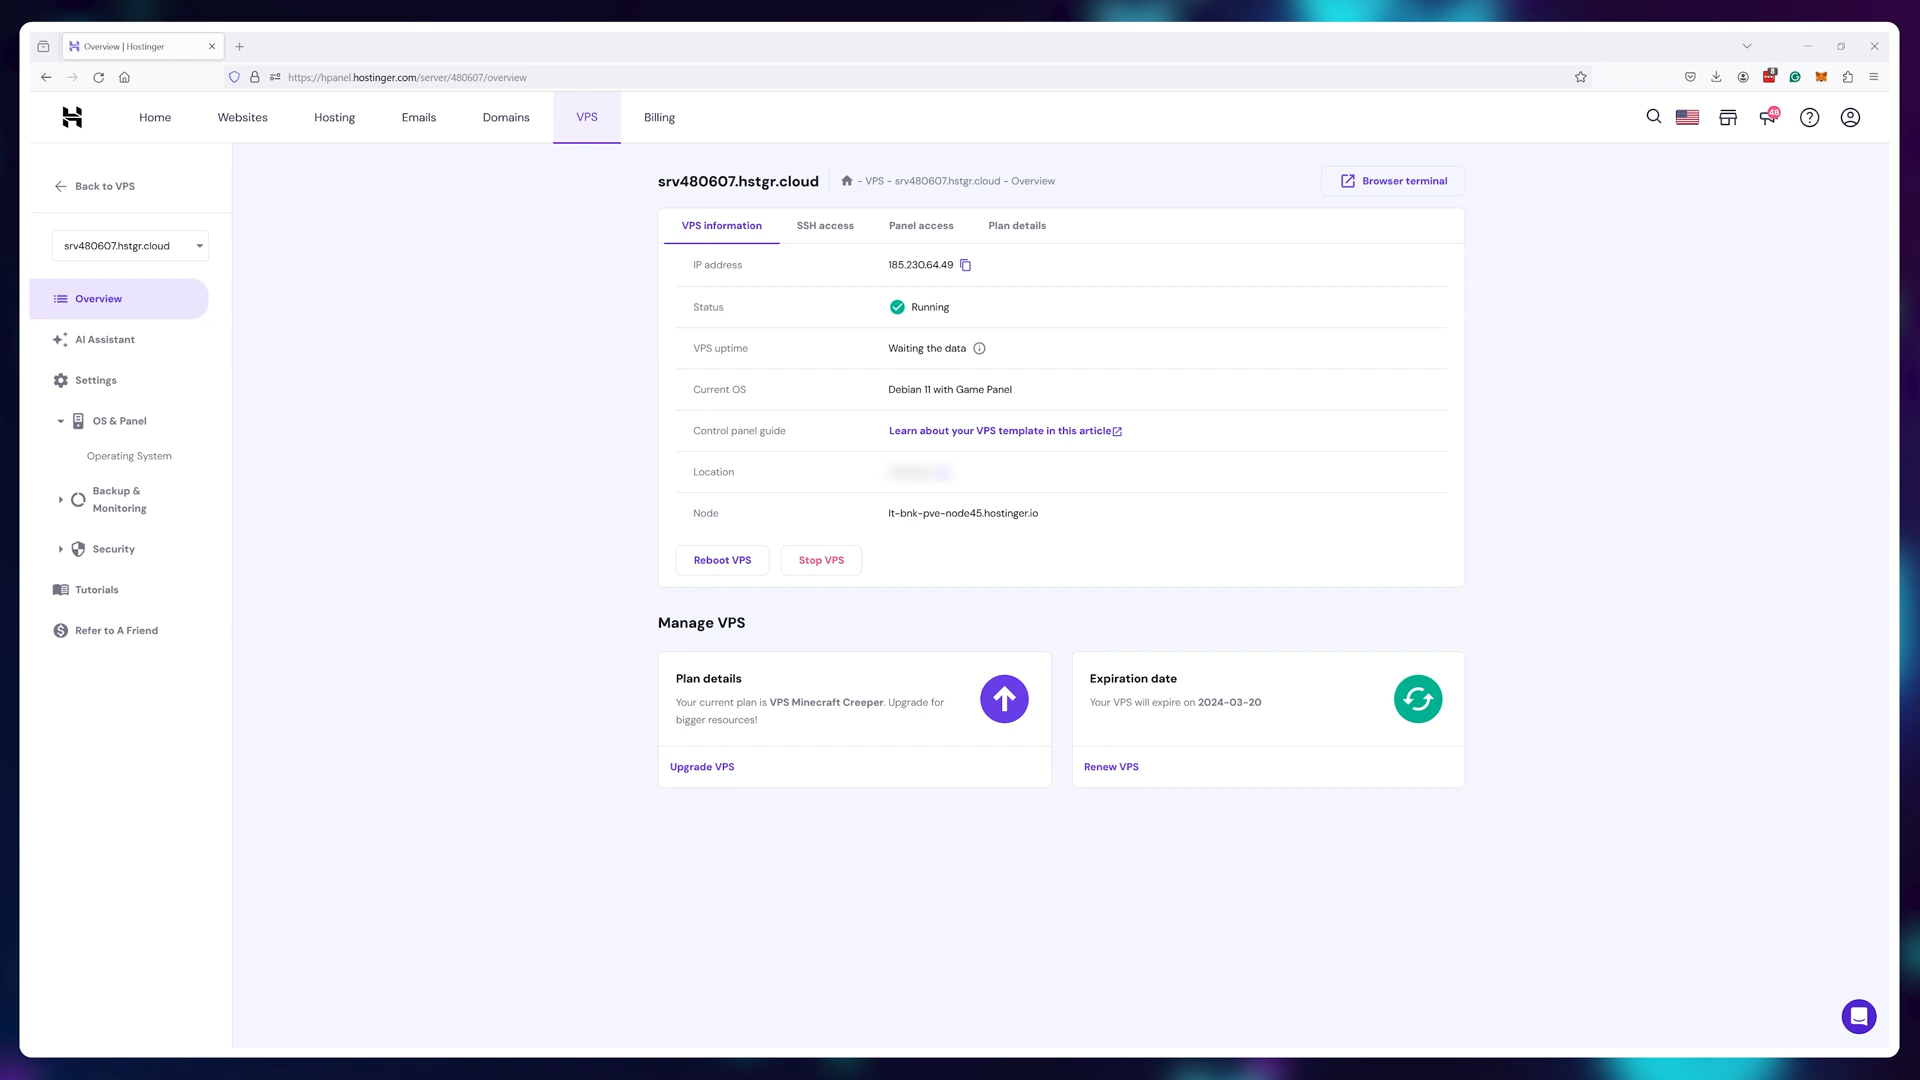 Overview | Hostinger
https://hpanel.hostinger.com/server/480607/overview
8
Home
Websites
Hosting
Emails
Domains
VPS
Billing
48
Back to VPS
srv480607.hstgr.cloud
Overview
AI Assistant
Settings
OS & Panel
Operating System
Backup &
Monitoring
Security
Tutorials
Refer to A Friend
srv480607.hstgr.cloud
- VPS - srv480607.hstgr.cloud - Overview
Browser terminal
VPS information
SSH access
Panel access
Plan details
IP address
185.230.64.49
Status
Running
VPS uptime
Waiting the data
Current OS
Debian 11 with Game Panel
Control panel guide
Learn about your VPS template in this article
Location
Node
lt-bnk-pve-node45.hostinger.io
Reboot VPS
Stop VPS
Manage VPS
Plan details
Your current plan is VPS Minecraft Creeper. Upgrade for
bigger resources!
Upgrade VPS
Expiration date
Your VPS will expire on 2024-03-20
Renew VPS